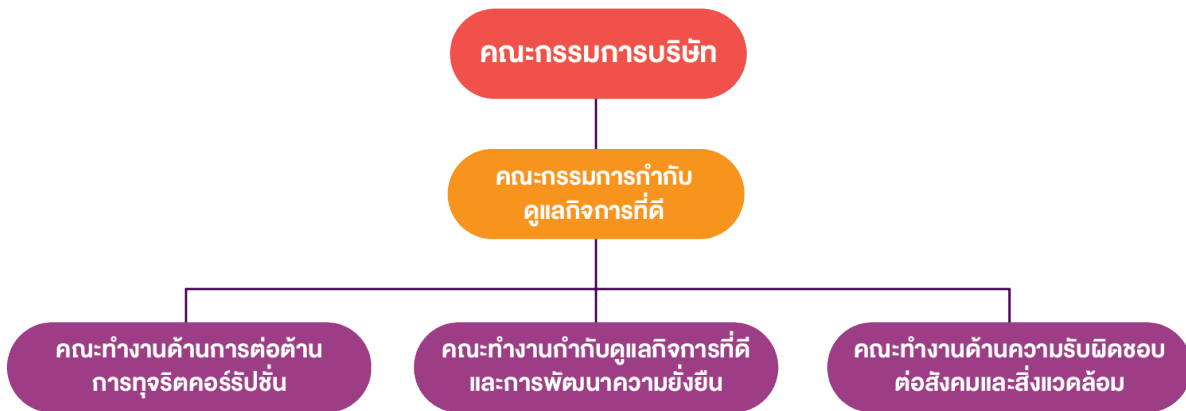 คณะกรรมการบริษัท
คณะกรรมการกำกับ
ดูแลกิจการที่ดี
คณะทำงานด้านการต่อต้าน
การทุจริตคอร์รัปชั่น
คณะทำงานกำกับดูแลกิจการที่ดี
และการพัฒนาความยั่งยืน
คณะทำงานด้านความรับผิดชอบ
ต่อสังคมและสิ่งแวดล้อม